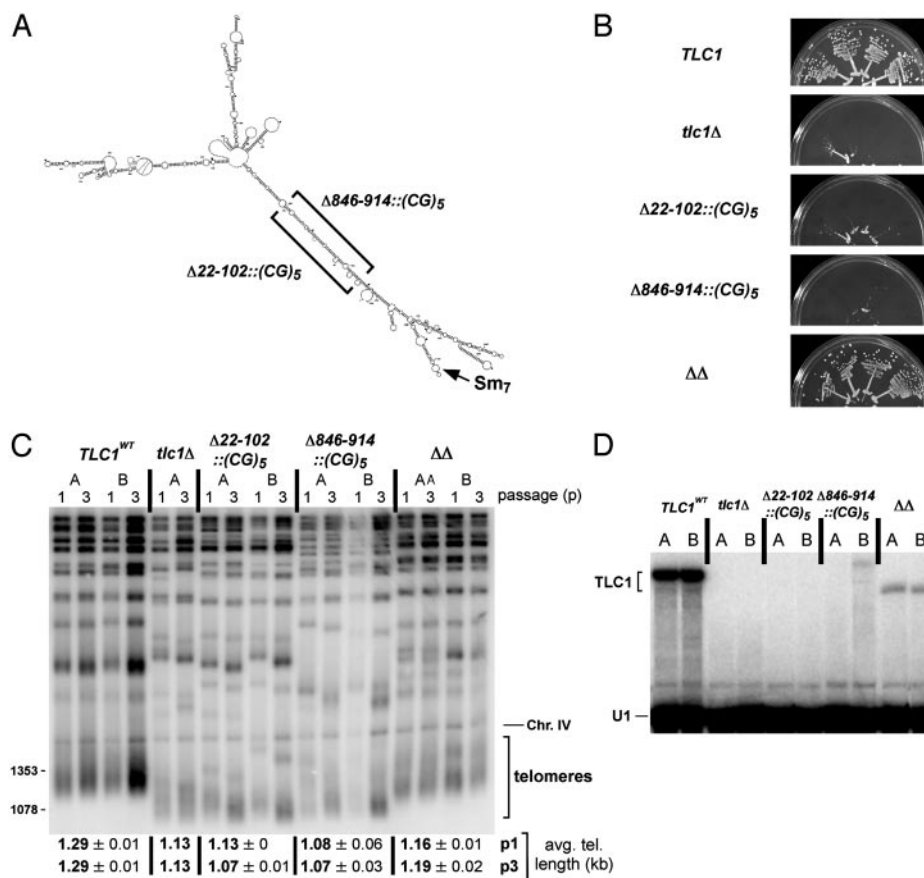 A
Δ846-914::(CG)5
Δ22-102::(CG)5
Sm7
B
TLC1
tlc1Δ
Δ22-102::(CG)5
Δ846-914::(CG)5
ΔΔ
C
TLC1WT tlc1Δ Δ22-102::(CG)5 Δ846-914::(CG)5 ΔΔ
A B A A B A B A A B
1 3 1 3 1 3 1 3 1 3 1 3 1 3 1 3 1 3 passage (p)
Chr. IV
telomeres
1353 -
1078 -
1.29 ± 0.01 1.13 1.13 ± 0 1.08 ± 0.06 1.16 ± 0.01 p1
1.29 ± 0.01 1.13 1.07 ± 0.01 1.07 ± 0.03 1.19 ± 0.02 p3
avg. tel.
length (kb)
D
TLC1WT tlc1Δ Δ22-102::(CG)5 Δ846-914::(CG)5 ΔΔ
A B A B A B A B A B
TLC1
U1